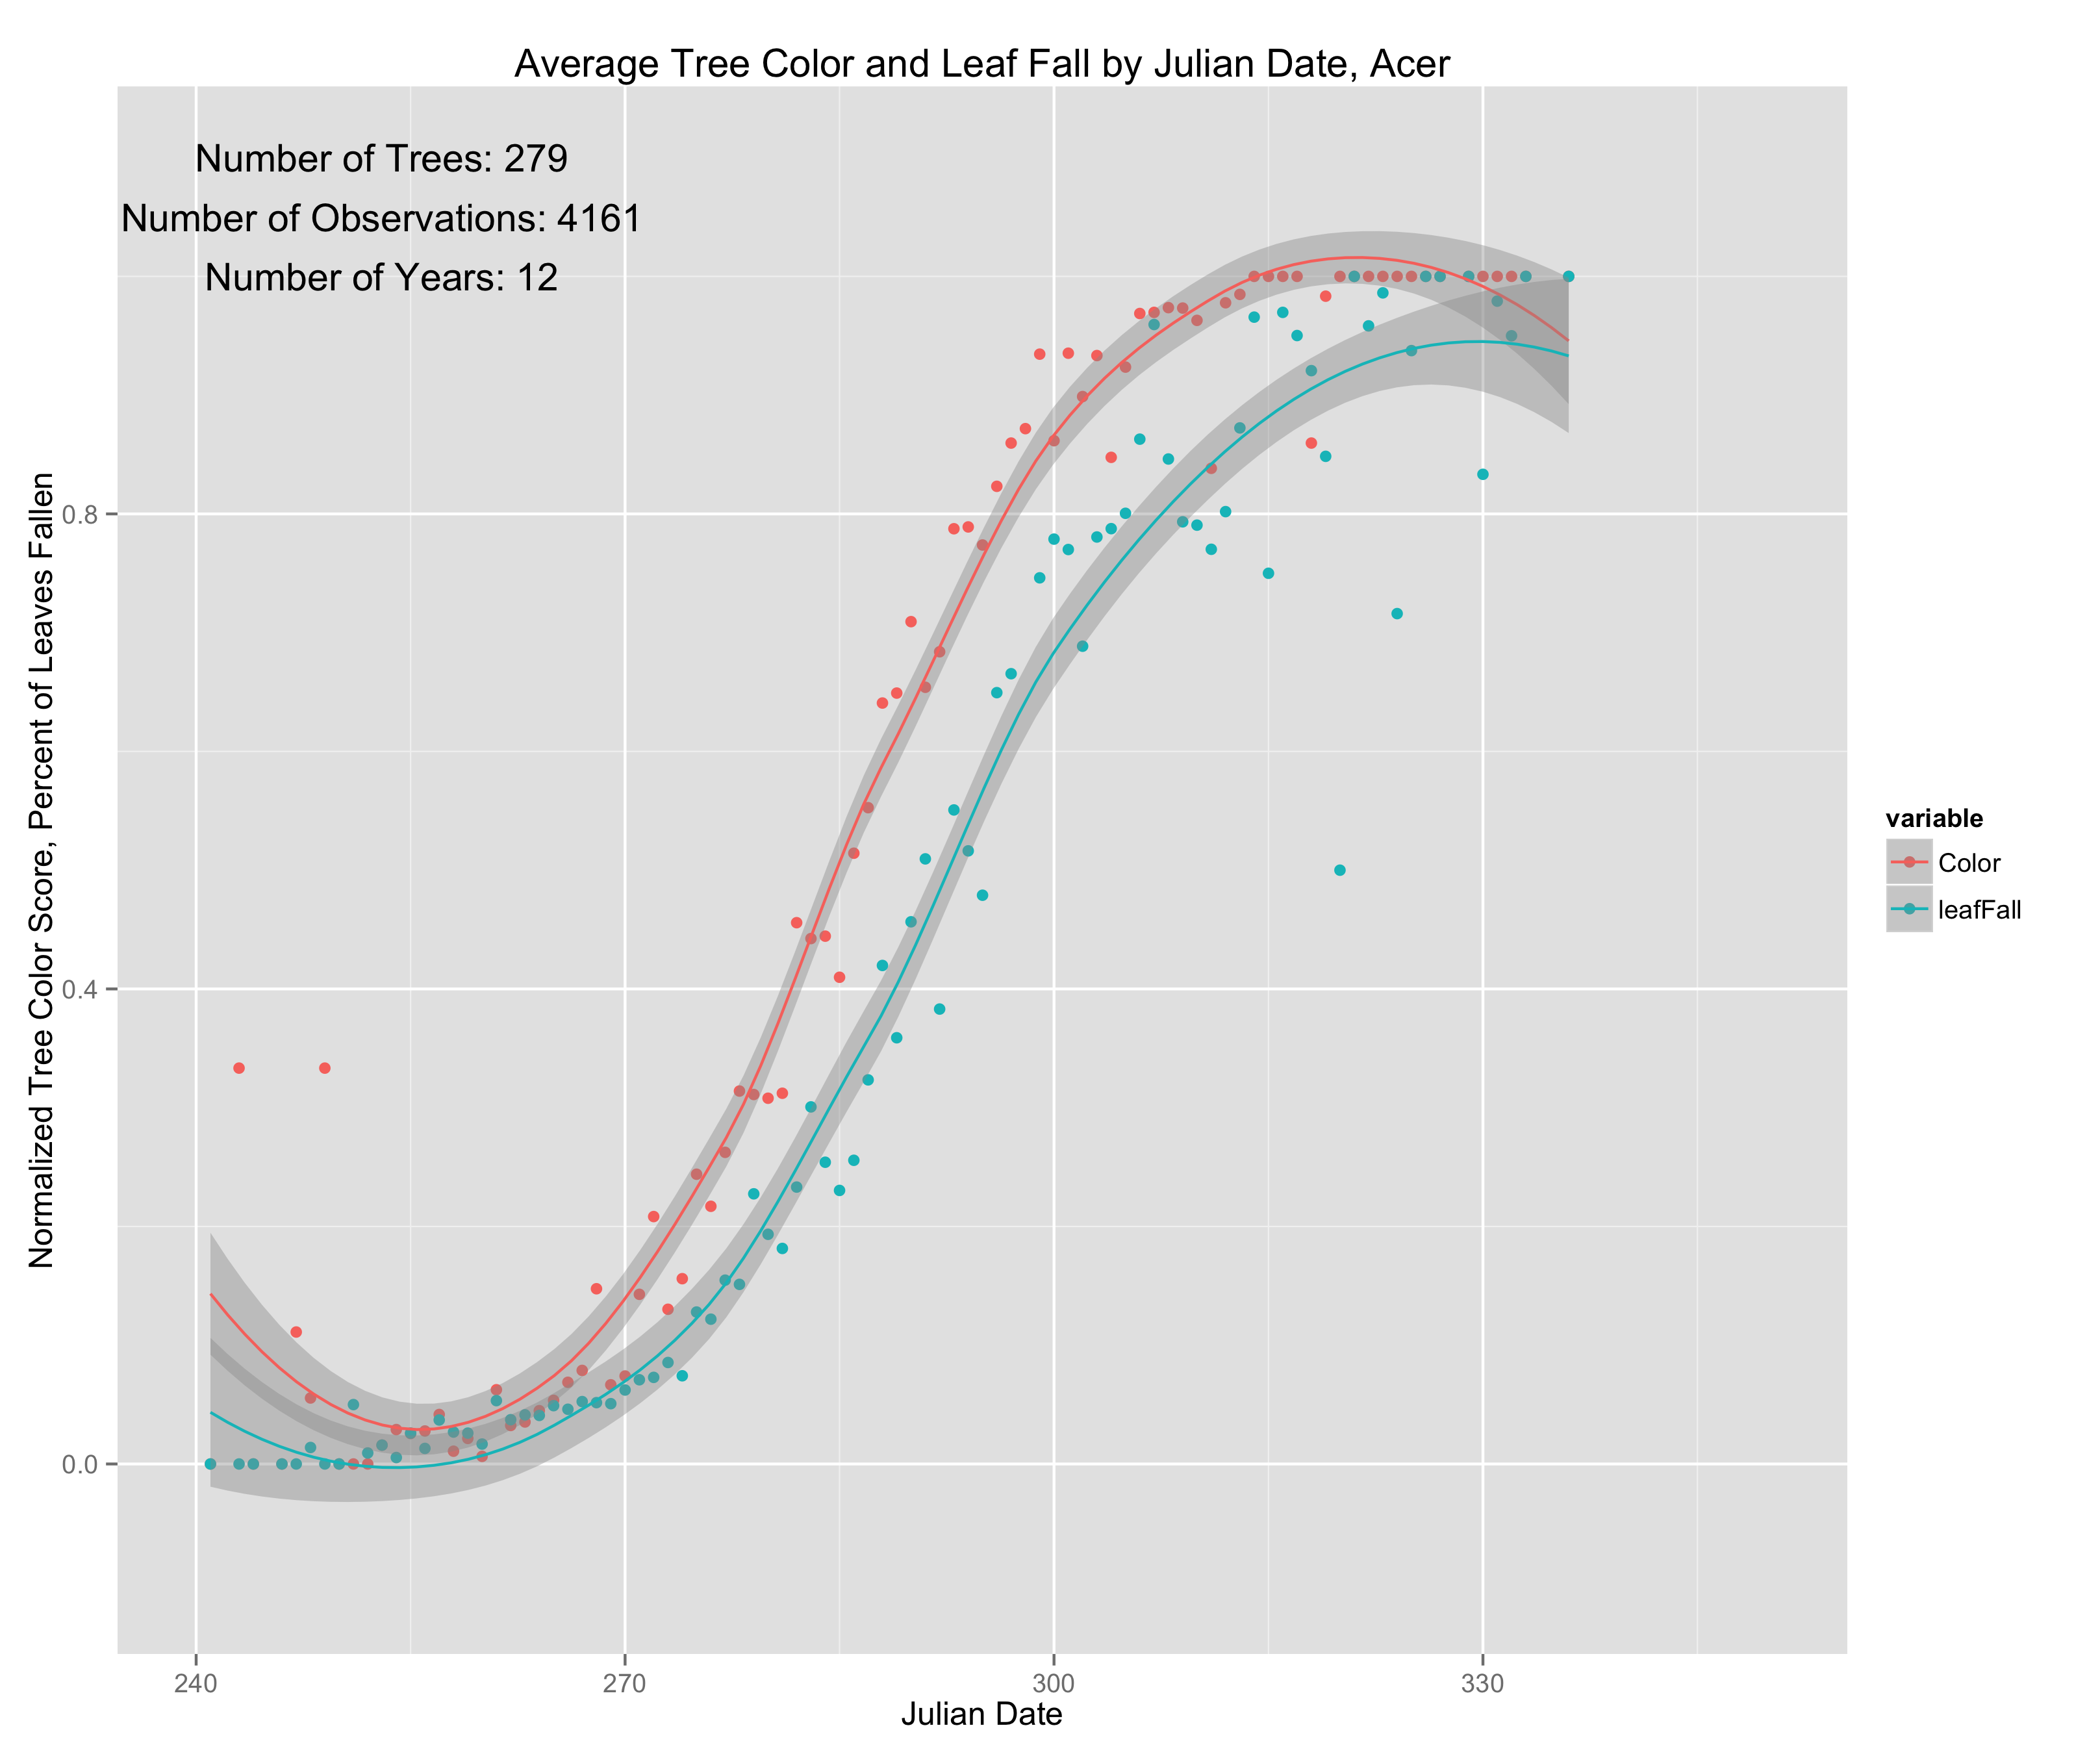 Average Tree Color and Leaf Fall by Julian Date, Acer
Number of Trees: 279
Number of Observations: 4161
Number of Years: 12
Normalized Tree Color Score, Percent of Leaves Fallen
0.8
0.4
0.0
240 270 300 330
Julian Date
variable
Color
leafFall